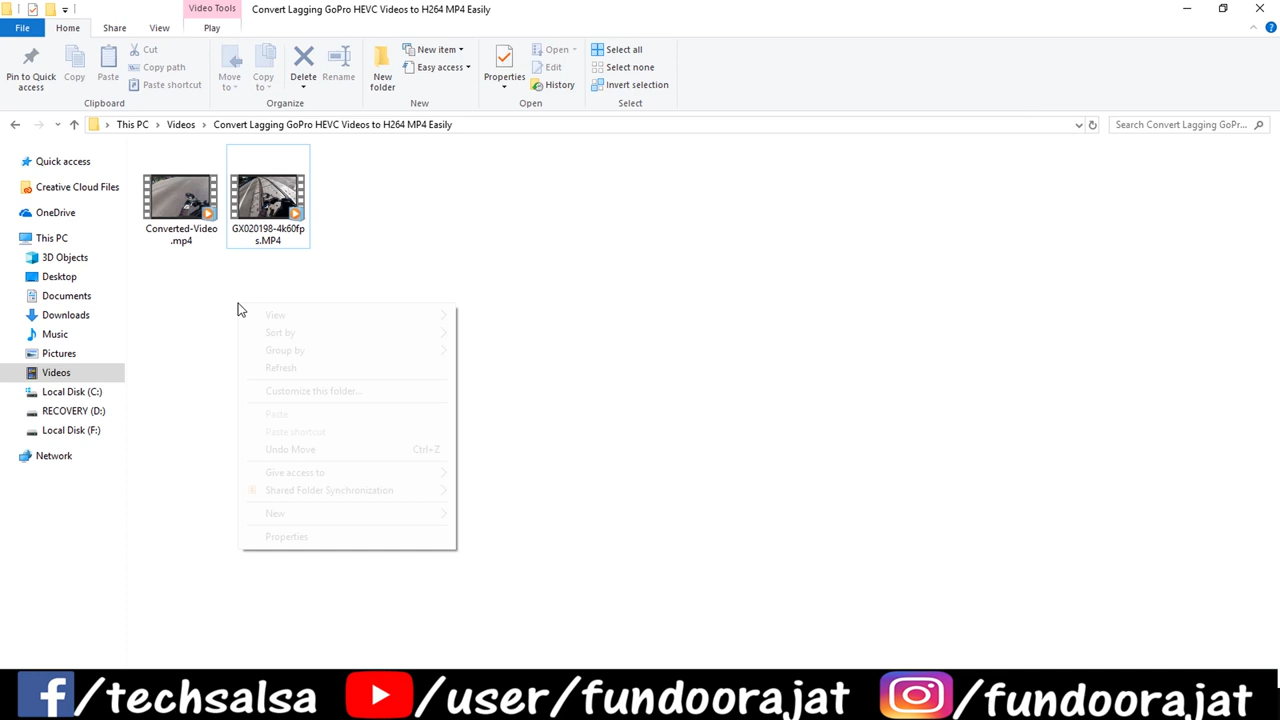 Video Tools
Convert Lagging GoPro HEVC Videos to H264 MP4 Easily
File
Home
Share
View
Play
Pin to Quick
access
Copy
Paste
Cut
Copy path
Paste shortcut
Clipboard
Move
to
Copy
to
Delete
Rename
Organize
New
folder
New item
Easy access
New
Properties
Open
Edit
History
Open
Select all
Select none
Invert selection
Select
This PC
Videos
Convert Lagging GoPro HEVC Videos to H264 MP4 Easily
Search Convert Lagging GoPr...
Quick access
Creative Cloud Files
OneDrive
This PC
3D Objects
Desktop
Documents
Downloads
Music
Pictures
Videos
Local Disk (C:)
RECOVERY (D:)
Local Disk (F:)
Network
Converted-Video
.mp4
GX020198-4k60fp
s.MP4
View
Sort by
Group by
Refresh
Customize this folder...
Paste
Paste shortcut
Undo Move Ctrl+Z
Give access to
Shared Folder Synchronization
New
Properties
/techsalsa
/user/fundoorajat
/fundoorajat